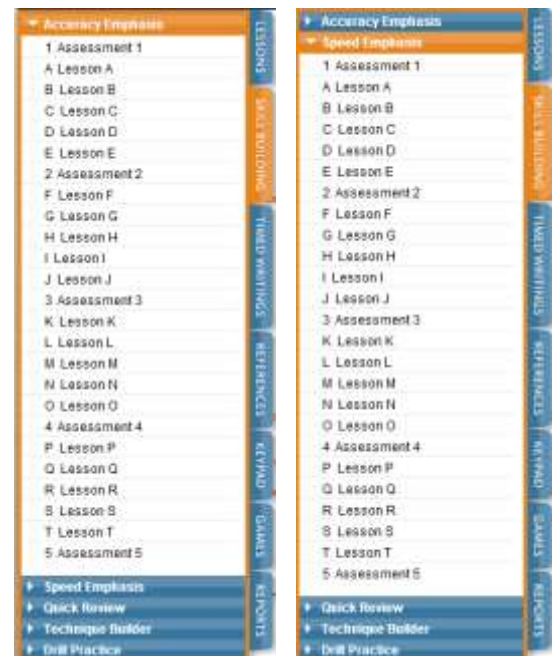 Accuracy Emphasis
1 Assessment 1
A Lesson A
B Lesson B
C Lesson C
D Lesson D
E Lesson E
2 Assessment 2
F Lesson F
G Lesson G
H Lesson H
I Lesson I
J Lesson J
3 Assessment 3
K Lesson K
L Lesson L
M Lesson M
N Lesson N
O Lesson O
4 Assessment 4
P Lesson P
Q Lesson Q
R Lesson R
S Lesson S
T Lesson T
5 Assessment 5
Speed Emphasis
Quick Review
Technique Builder
Drill Practice
LESSONS
SKILL BUILDING
TIMED WRITINGS
REFERENCES
KEYPAD
GAMES
REPORTS
Accuracy Emphasis
Speed Emphasis
1 Assessment 1
A Lesson A
B Lesson B
C Lesson C
D Lesson D
E Lesson E
2 Assessment 2
F Lesson F
G Lesson G
H Lesson H
I Lesson I
J Lesson J
3 Assessment 3
K Lesson K
L Lesson L
M Lesson M
N Lesson N
O Lesson O
4 Assessment 4
P Lesson P
Q Lesson Q
R Lesson R
S Lesson S
T Lesson T
5 Assessment 5
Quick Review
Technique Builder
Drill Practice
LESSONS
SKILL BUILDING
TIMED WRITINGS
REFERENCES
KEYPAD
GAMES
REPORTS